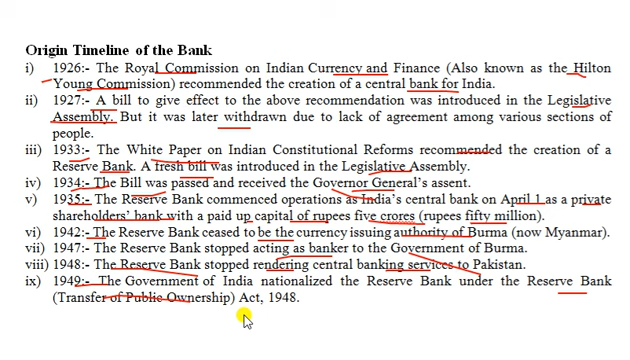 Origin Timeline of the Bank
i) 1926:- The Royal Commission on Indian Currency and Finance (Also known as the Hilton
Young Commission) recommended the creation of a central bank for India.
ii) 1927:- A bill to give effect to the above recommendation was introduced in the Legislative
Assembly. But it was later withdrawn due to lack of agreement among various sections of
people.
iii) 1933:- The White Paper on Indian Constitutional Reforms recommended the creation of a
Reserve Bank. A fresh bill was introduced in the Legislative Assembly.
iv) 1934:- The Bill was passed and received the Governor General's assent.
v) 1935:- The Reserve Bank commenced operations as India's central bank on April 1 as a private
shareholders' bank with a paid up capital of rupees five crores (rupees fifty million).
vi) 1942:- The Reserve Bank ceased to be the currency issuing authority of Burma (now Myanmar).
vii) 1947:- The Reserve Bank stopped acting as banker to the Government of Burma.
viii) 1948:- The Reserve Bank stopped rendering central banking services to Pakistan.
ix) 1949:- The Government of India nationalized the Reserve Bank under the Reserve Bank
(Transfer of Public Ownership) Act, 1948.